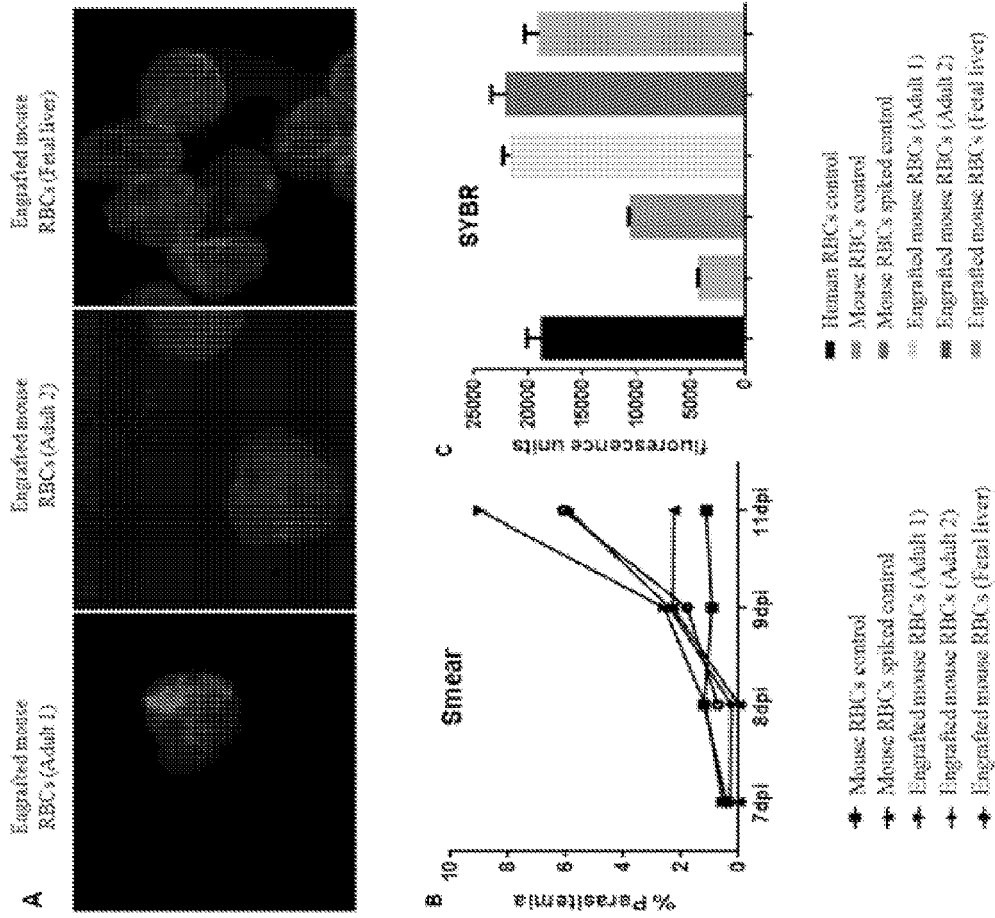 A
Engrafted mouse
RBCs (Adult 1)
Engrafted mouse
RBCs (Adult 2)
Engrafted mouse
RBCs (Fetal liver)
B
Smear
% Parasitemia
10
8
6
4
2
0
7dpi
8dpi
9dpi
11dpi
Mouse RBCs control
Mouse RBCs spiked control
Engrafted mouse RBCs (Adult 1)
Engrafted mouse RBCs (Adult 2)
Engrafted mouse RBCs (Fetal liver)
C
SYBR
fluorescence units
25000
20000
15000
10000
5000
0
Human RBCs control
Mouse RBCs control
Mouse RBCs spiked control
Engrafted mouse RBCs (Adult 1)
Engrafted mouse RBCs (Adult 2)
Engrafted mouse RBCs (Fetal liver)